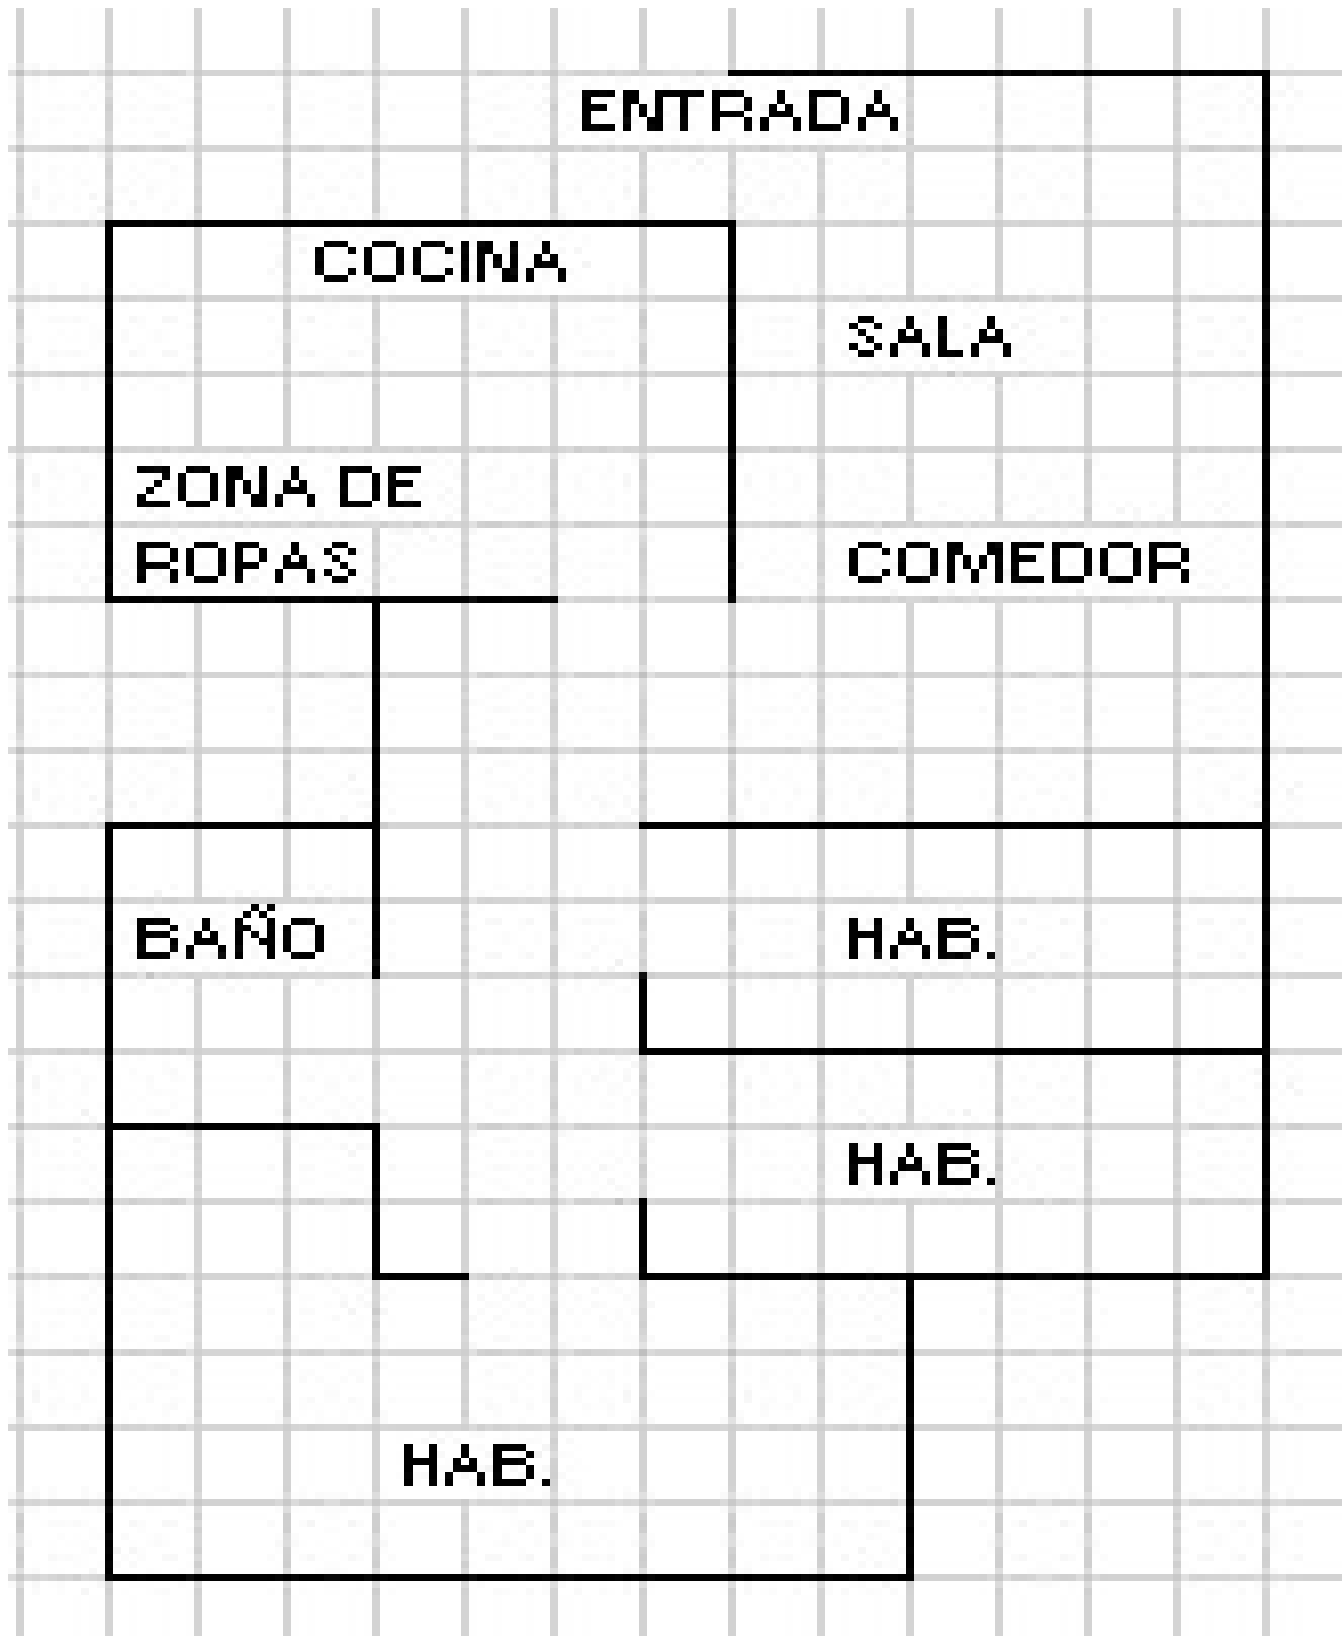 ENTRADA
COCINA
SALA
ZONA DE
ROPAS
COMEDOR
BAÑO
HAB.
HAB.
HAB.